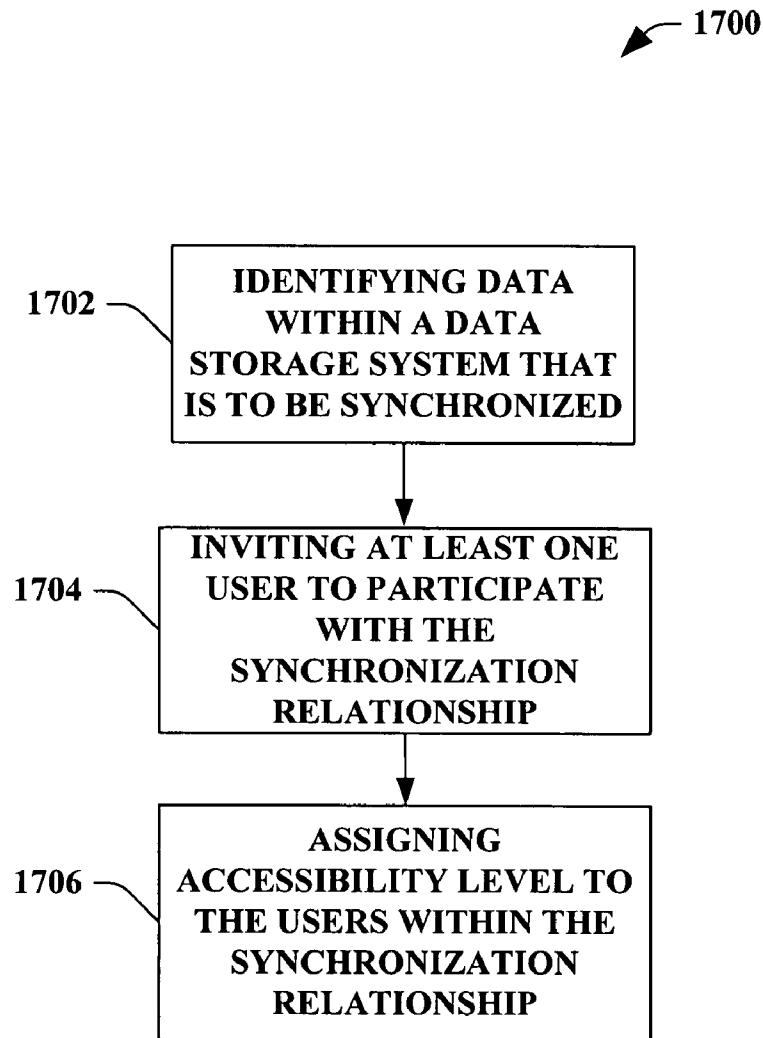 1700
1702
IDENTIFYING DATA
WITHIN A DATA
STORAGE SYSTEM THAT
IS TO BE SYNCHRONIZED
1704
INVITING AT LEAST ONE
USER TO PARTICIPATE
WITH THE
SYNCHRONIZATION
RELATIONSHIP
1706
ASSIGNING
ACCESSIBILITY LEVEL TO
THE USERS WITHIN THE
SYNCHRONIZATION
RELATIONSHIP